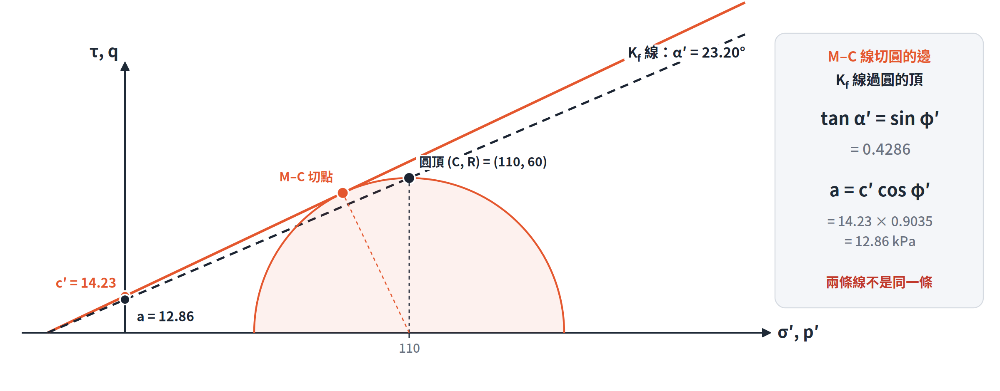 τ, q
K_f 線：α′ = 23.20°
圓頂 (C, R) = (110, 60)
M–C 切點
c′ = 14.23
a = 12.86
σ′, p′
110
M–C 線切圓的邊
K_f 線過圓的頂
tan α′ = sin φ′
= 0.4286
a = c′ cos φ′
= 14.23 × 0.9035
= 12.86 kPa
兩條線不是同一條